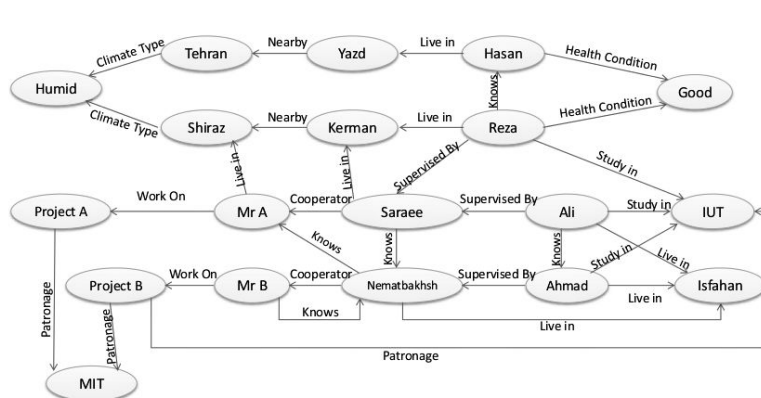 Tehran
Nearby
Yazd
Live in
Hasan
Climate Type
Health Condition
Humid
Good
Knows
Climate Type
Health Condition
Shiraz
Nearby
Kerman
Live in
Reza
Live in
Live in
Supervised By
Study in
Project A
Work On
Mr A
Cooperator
Saraee
Supervised By
Ali
Study in
IUT
Knows
Knows
Knows
Study in
Live in
Project B
Work On
Mr B
Cooperator
Nematbakhsh
Supervised By
Ahmad
Live in
Isfahan
Knows
Live in
Patronage
Patronage
Patronage
MIT